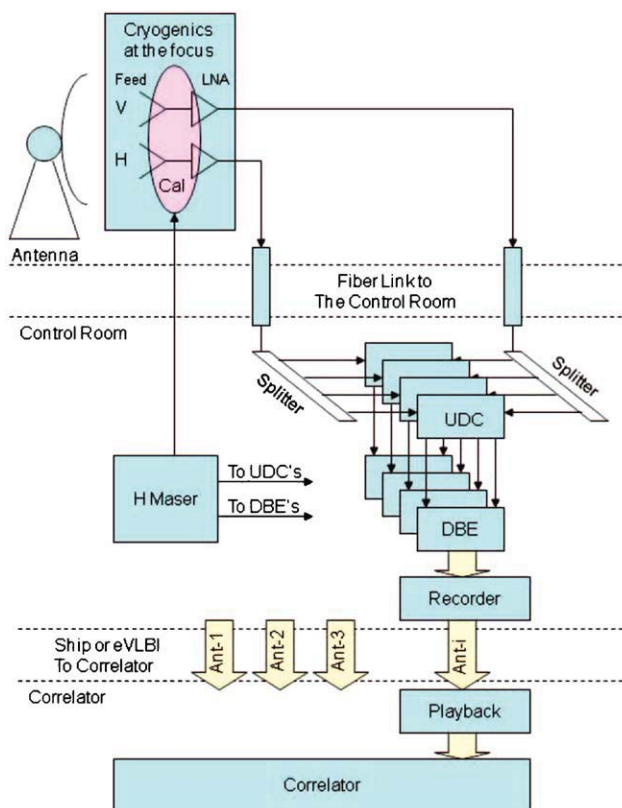 Cryogenics
at the focus
Feed
LNA
V
H
Cal
Antenna
Fiber Link to
The Control Room
Control Room
Splitter
Splitter
UDC
H Maser
To UDC's
To DBE's
DBE
Recorder
Ship or eVLBI
To Correlator
Ant-1
Ant-2
Ant-3
Ant-i
Correlator
Playback
Correlator